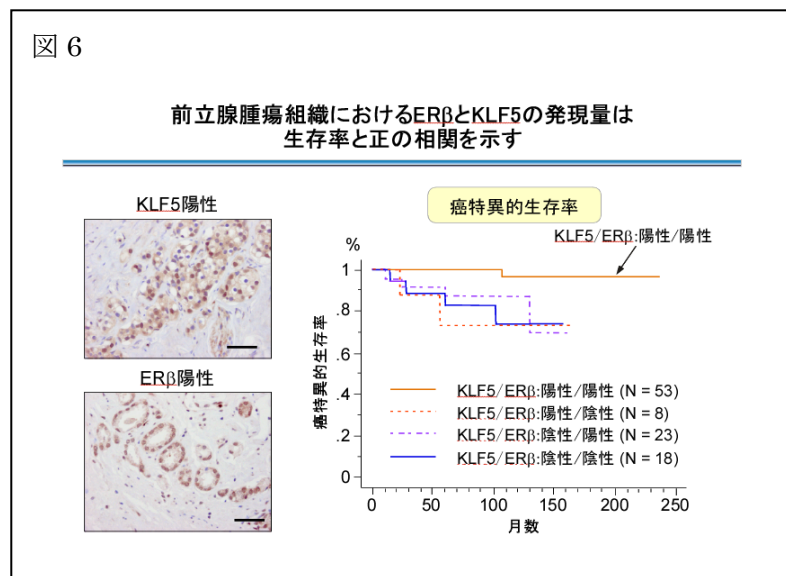 図 6
前立腺腫瘍組織におけるERβとKLF5の発現量は
生存率と正の相関を示す
KLF5陽性
ERβ陽性
癌特異的生存率
KLF5/ERβ:陽性/陽性
%
1
.8
.6
.4
.2
0
癌特異的生存率
KLF5/ERβ:陽性/陽性 (N = 53)
KLF5/ERβ:陽性/陰性 (N = 8)
KLF5/ERβ:陰性/陽性 (N = 23)
KLF5/ERβ:陰性/陰性 (N = 18)
0 50 100 150 200 250
月数